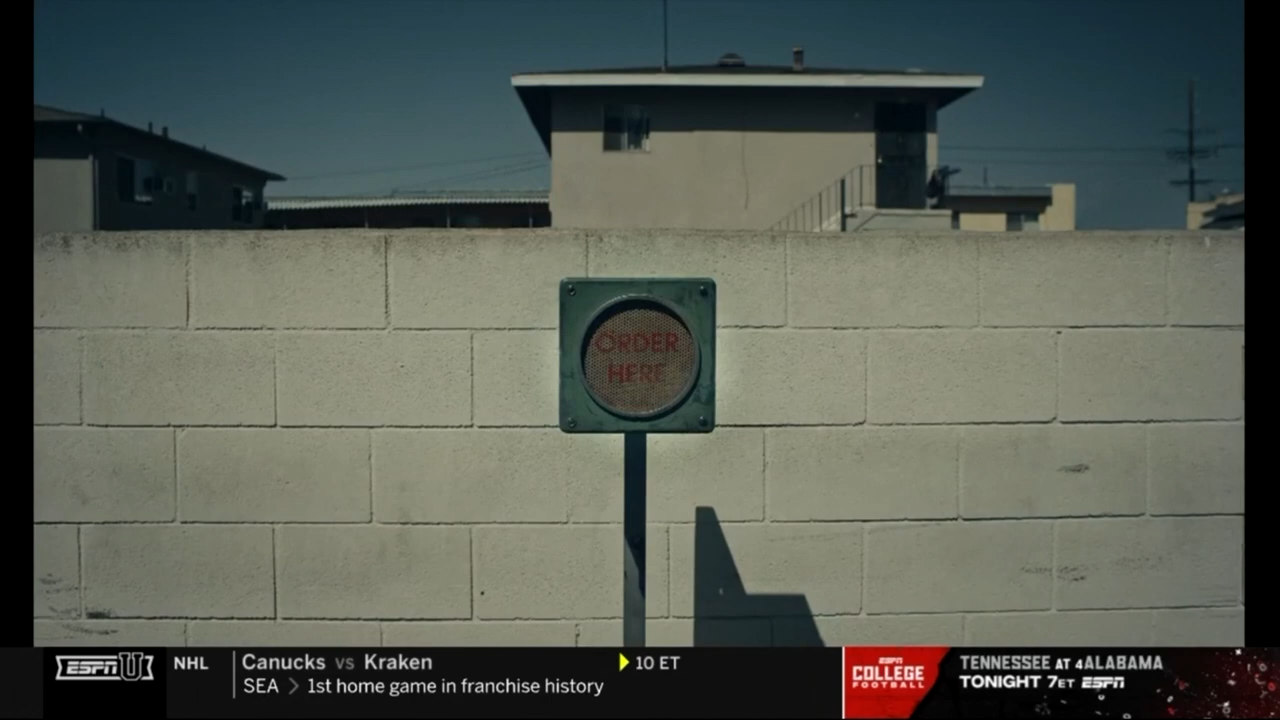 ORDER
HERE
ESPNU
NHL
Canucks vs Kraken
10 ET
SEA > 1st home game in franchise history
ESPN
COLLEGE
FOOTBALL
TENNESSEE AT 4 ALABAMA
TONIGHT 7ET ESPN